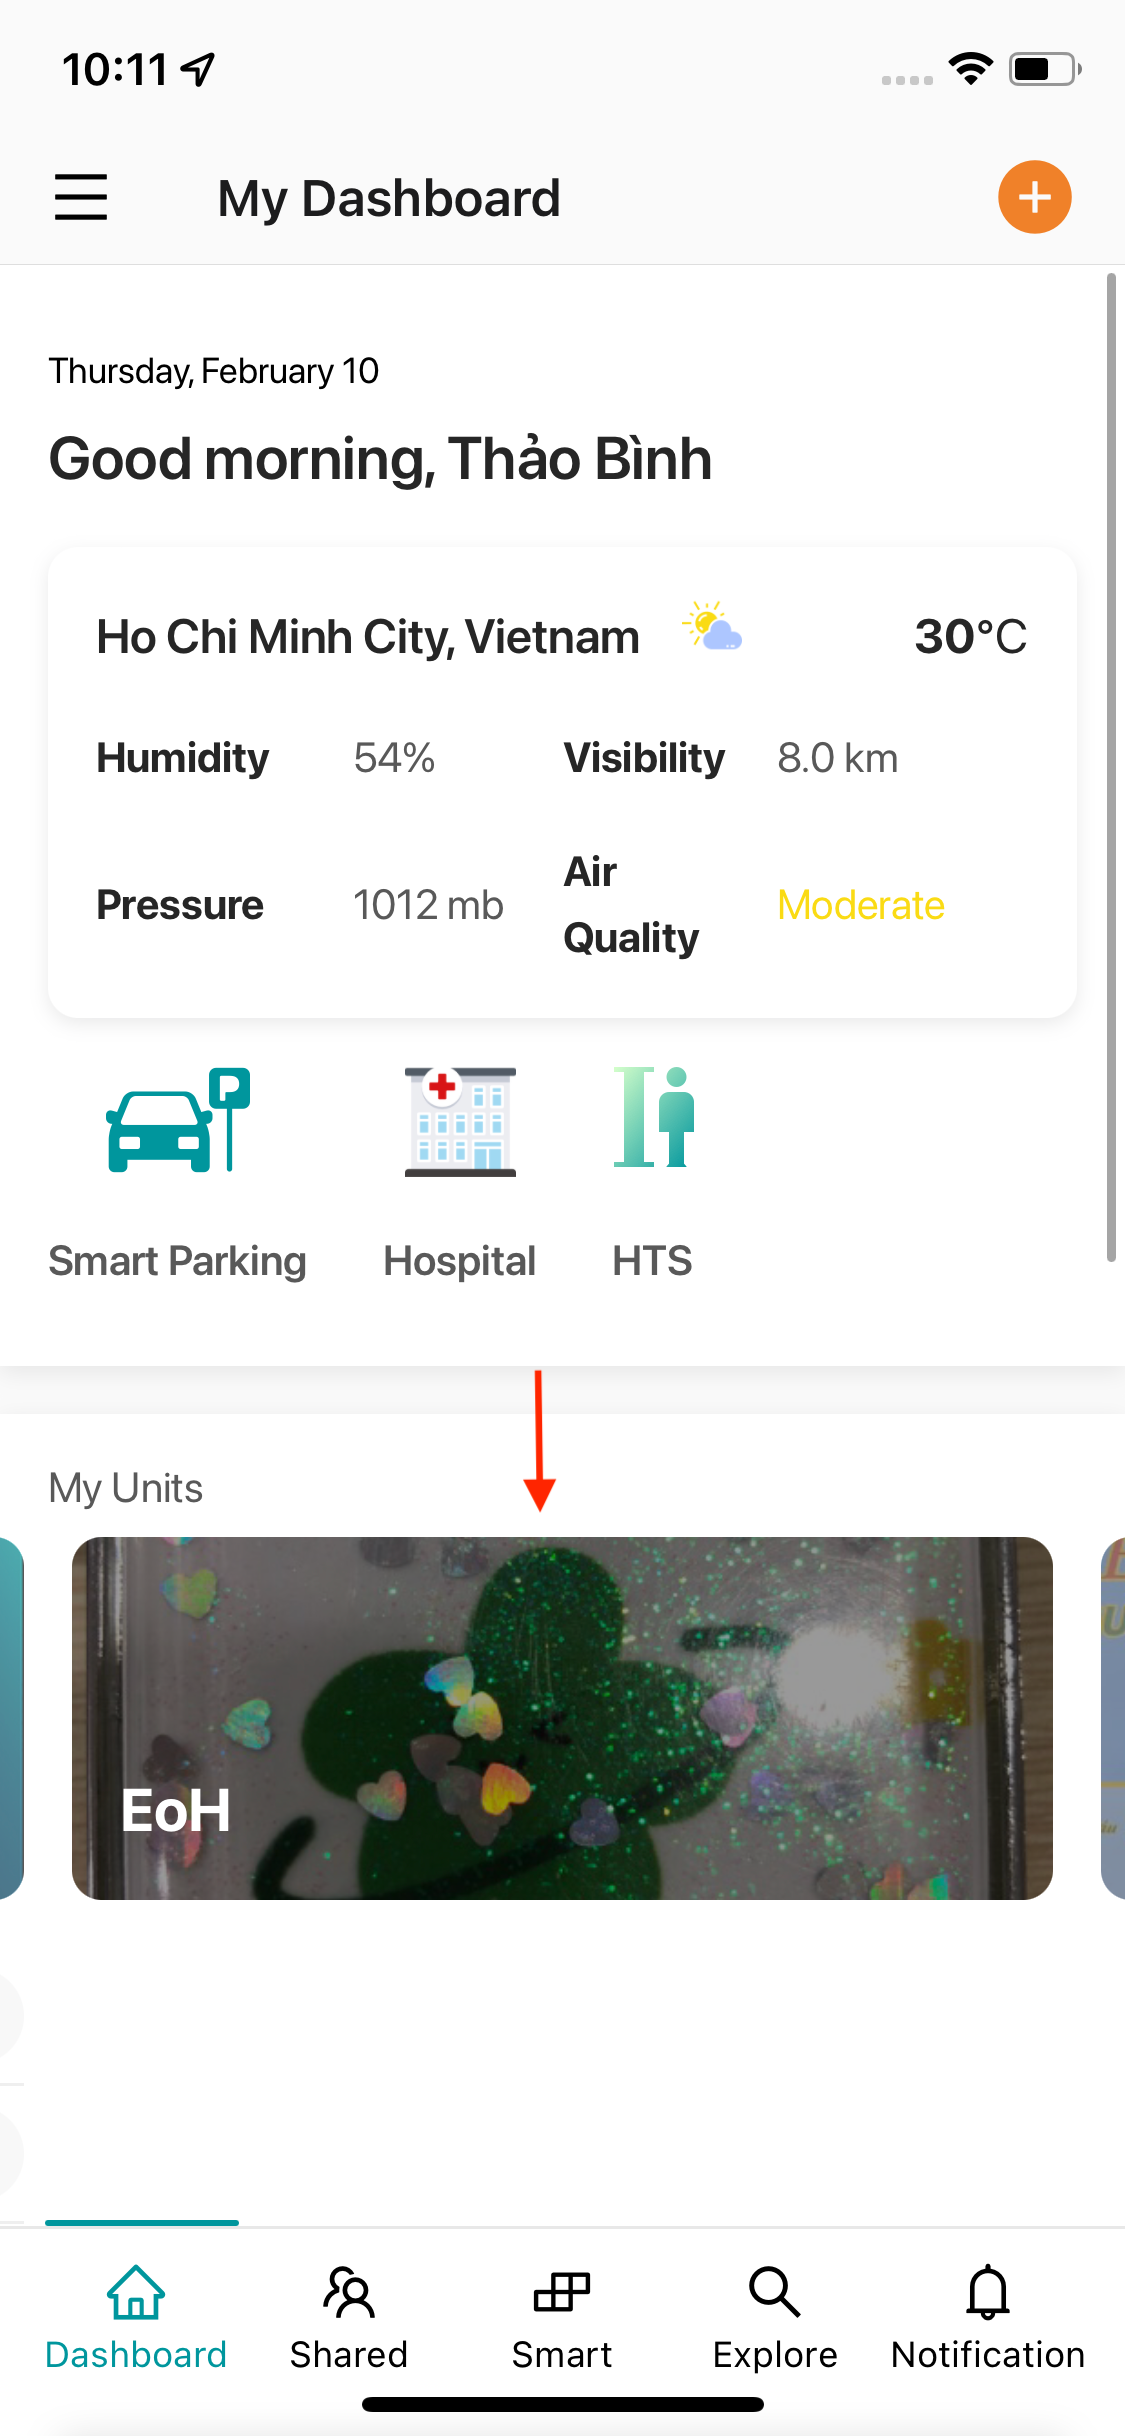 10:11
My Dashboard
Thursday, February 10
Good morning, Thảo Bình
Ho Chi Minh City, Vietnam 30°C
Humidity 54% Visibility 8.0 km
Pressure 1012 mb Air Quality Moderate
P
Smart Parking Hospital HTS
My Units
EoH
Dashboard Shared Smart Explore Notification